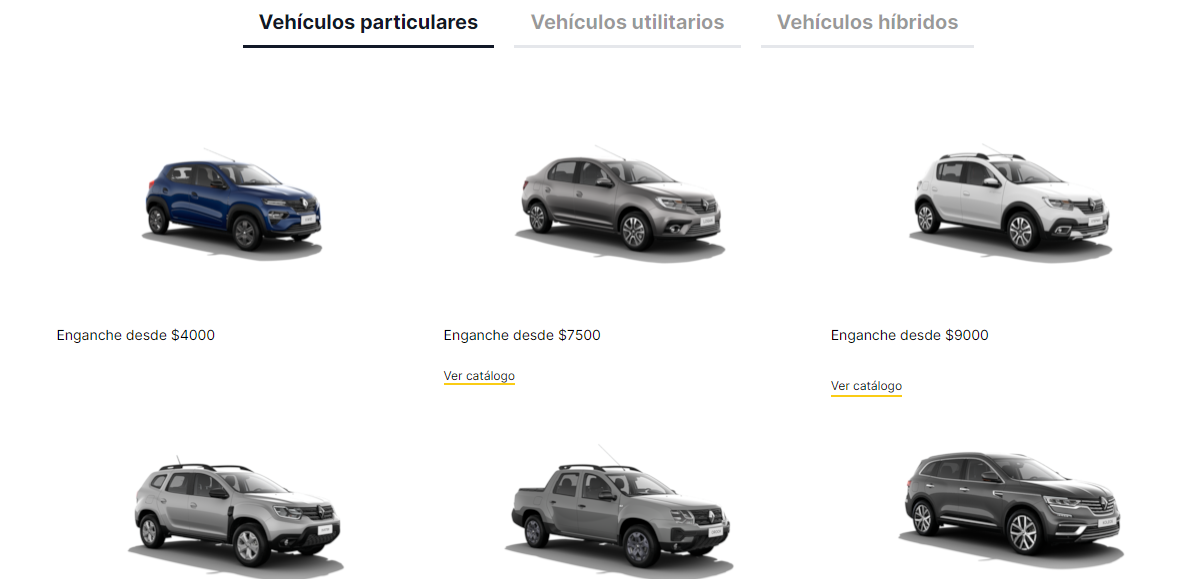 Vehículos particulares
Vehículos utilitarios
Vehículos híbridos
Enganche desde $4000
Enganche desde $7500
Enganche desde $9000
Ver catálogo
Ver catálogo